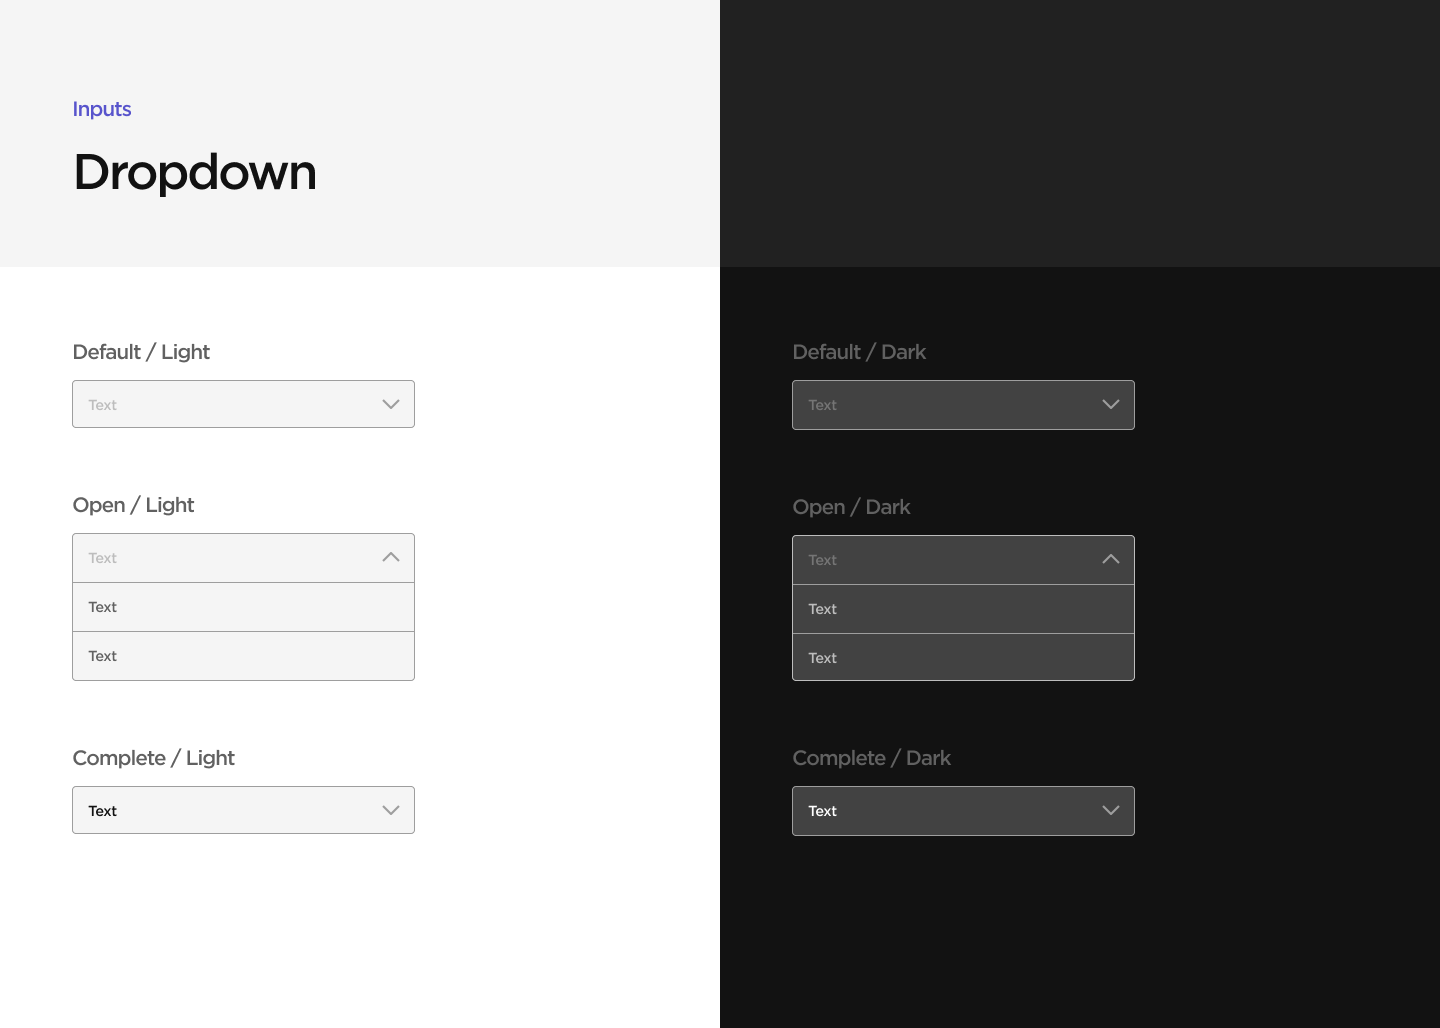 Inputs
Dropdown
Default / Light
Text
Open / Light
Text
Text
Text
Complete / Light
Text
Default / Dark
Text
Open / Dark
Text
Text
Text
Complete / Dark
Text